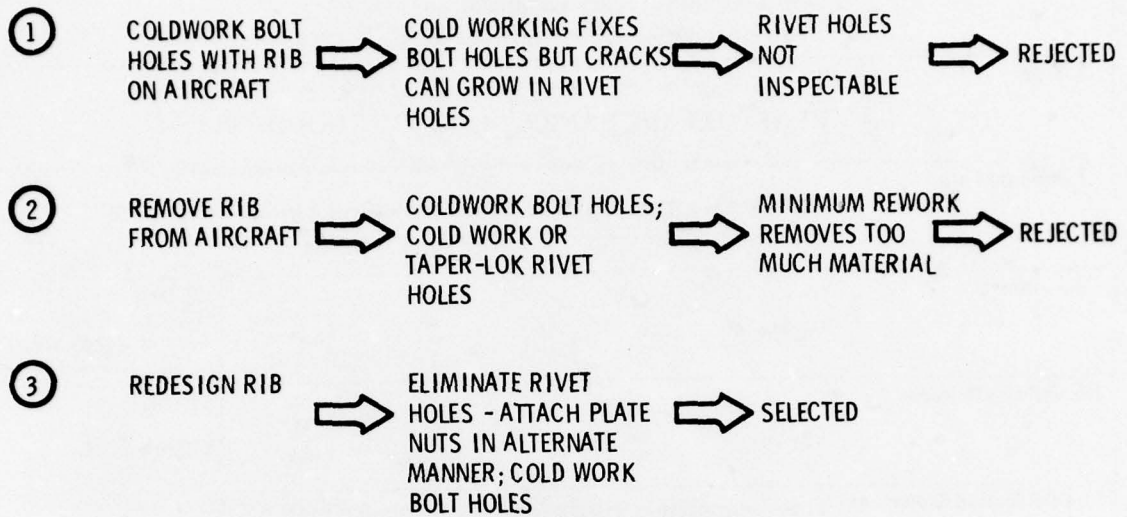 1
COLDWORK BOLT
HOLES WITH RIB
ON AIRCRAFT
COLD WORKING FIXES
BOLT HOLES BUT CRACKS
CAN GROW IN RIVET
HOLES
RIVET HOLES
NOT
INSPECTABLE
REJECTED
2
REMOVE RIB
FROM AIRCRAFT
COLDWORK BOLT HOLES;
COLD WORK OR
TAPER-LOK RIVET
HOLES
MINIMUM REWORK
REMOVES TOO
MUCH MATERIAL
REJECTED
3
REDESIGN RIB
ELIMINATE RIVET
HOLES - ATTACH PLATE
NUTS IN ALTERNATE
MANNER; COLD WORK
BOLT HOLES
SELECTED